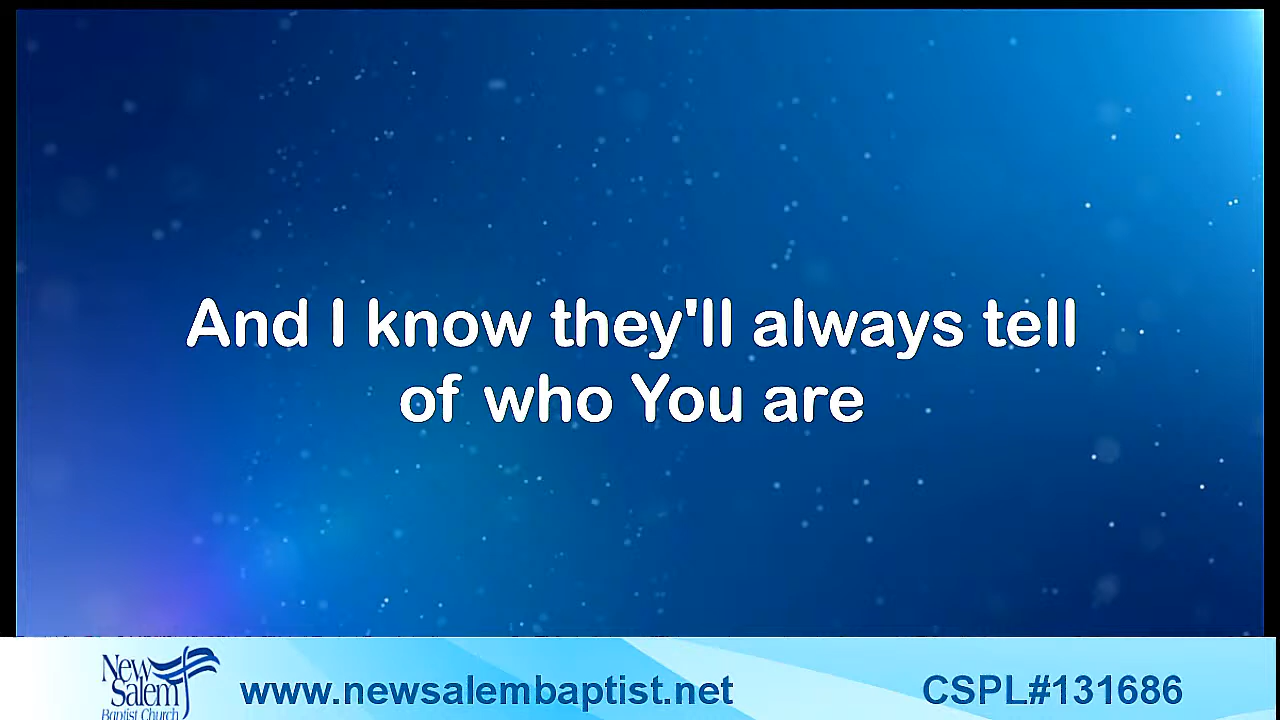 And I know they'll always tell
of who You are
New
Salem
Baptist Church
www.newsalembaptist.net
CSPL#131686